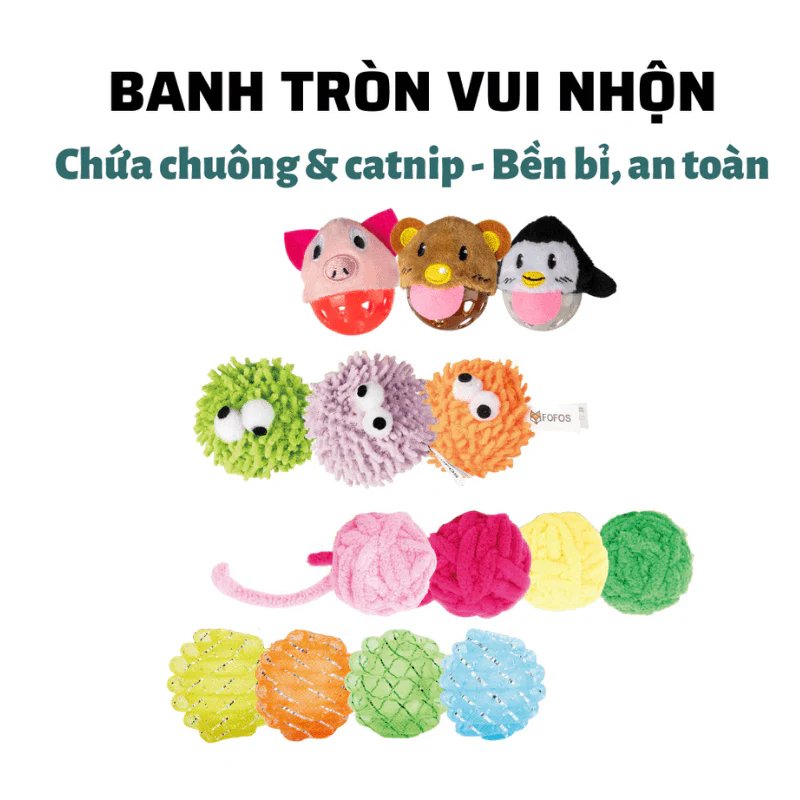 BANH TRÒN VUI NHỘN
Chứa chuông & catnip - Bền bỉ, an toàn
FOFOS